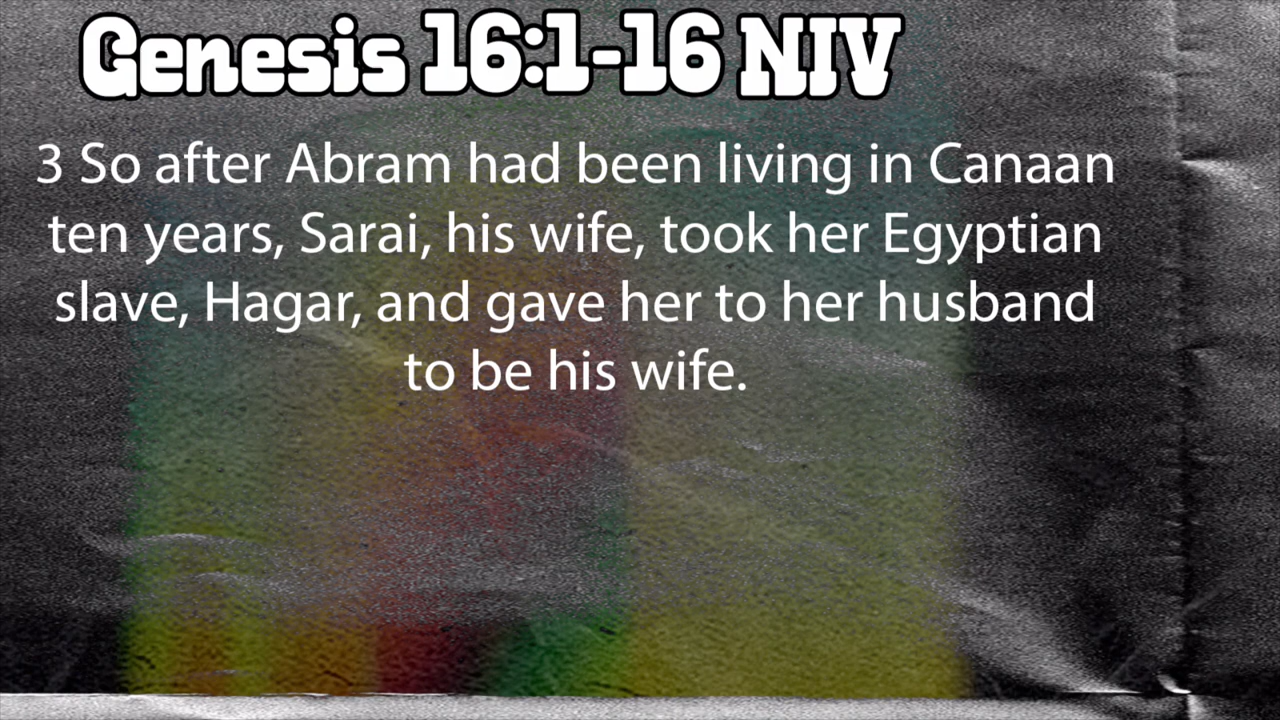 Genesis 16:1-16 NIV
3 So after Abram had been living in Canaan
ten years, Sarai, his wife, took her Egyptian
slave, Hagar, and gave her to her husband
to be his wife.